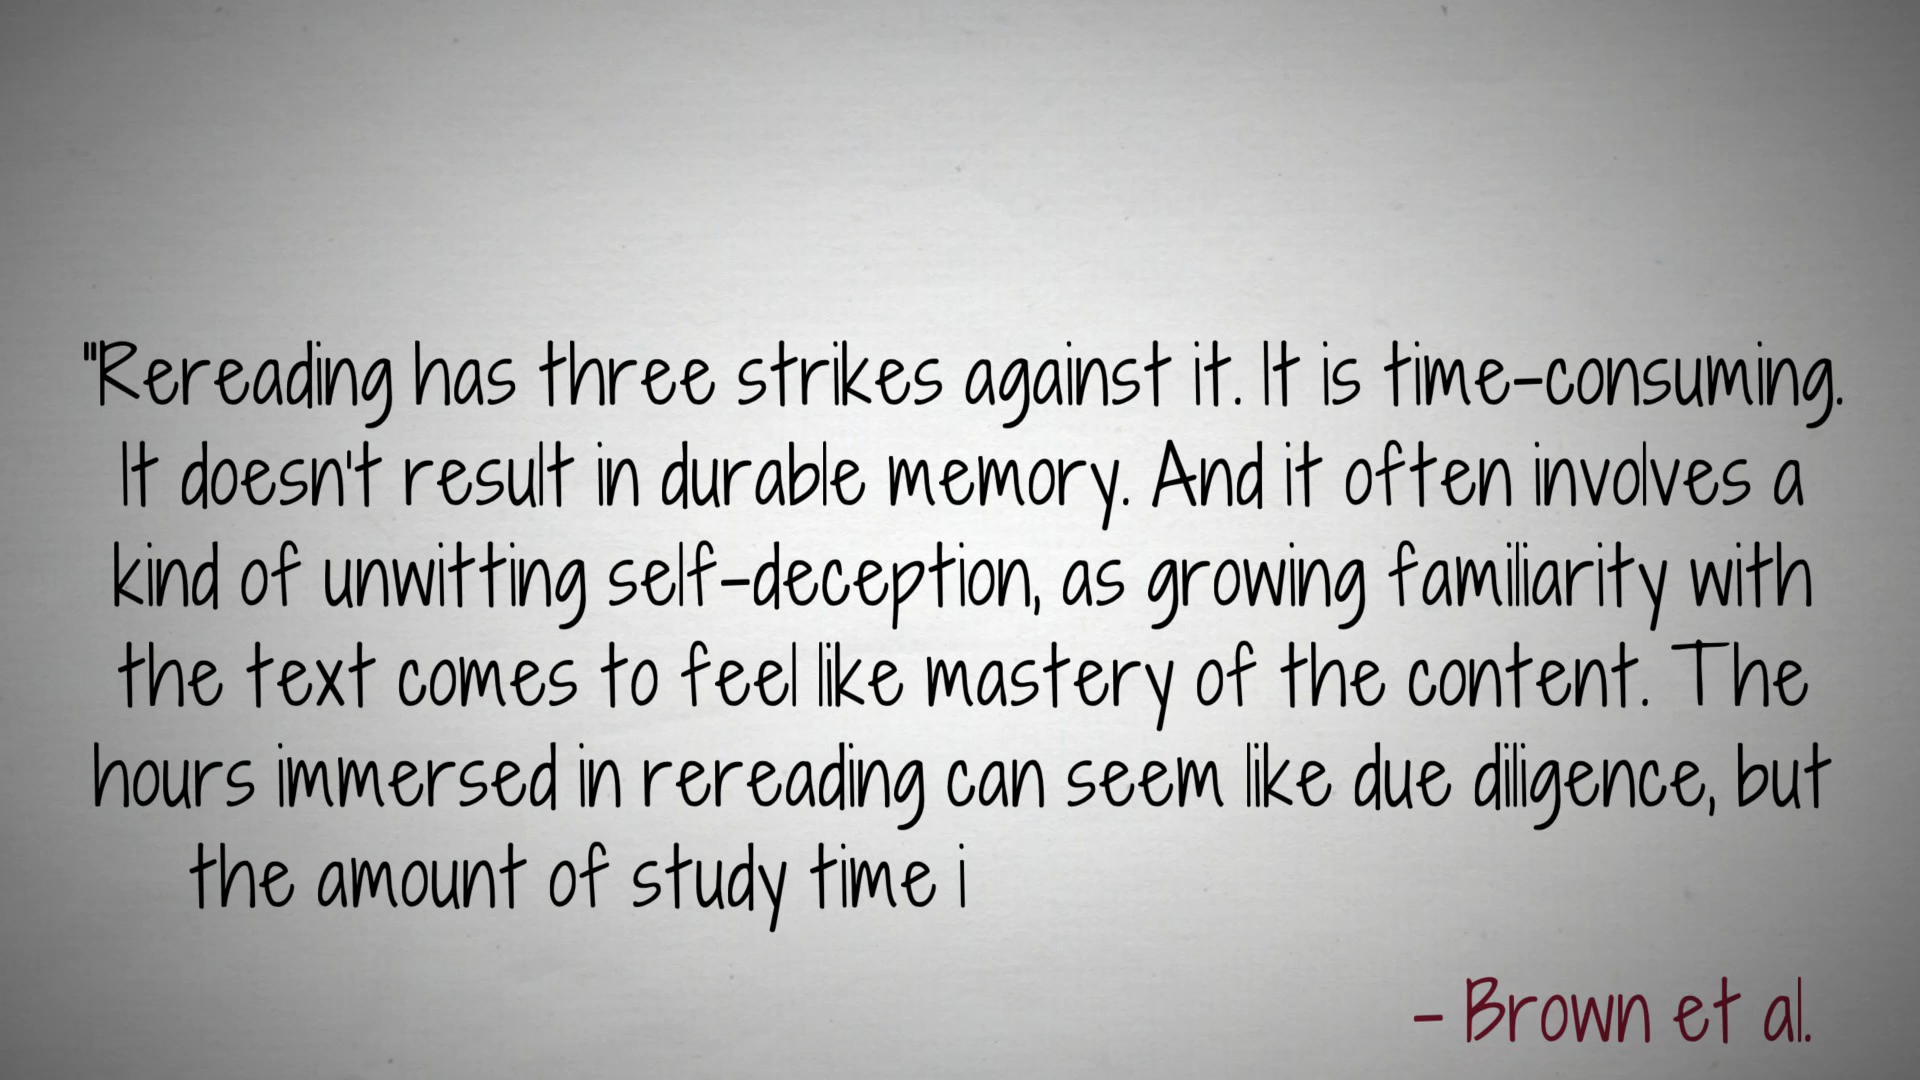 "Rereading has three strikes against it. It is time-consuming.
It doesn't result in durable memory. And it often involves a
kind of unwitting self-deception, as growing familiarity with
the text comes to feel like mastery of the content. The
hours immersed in rereading can seem like due diligence, but
the amount of study time i
- Brown et al.